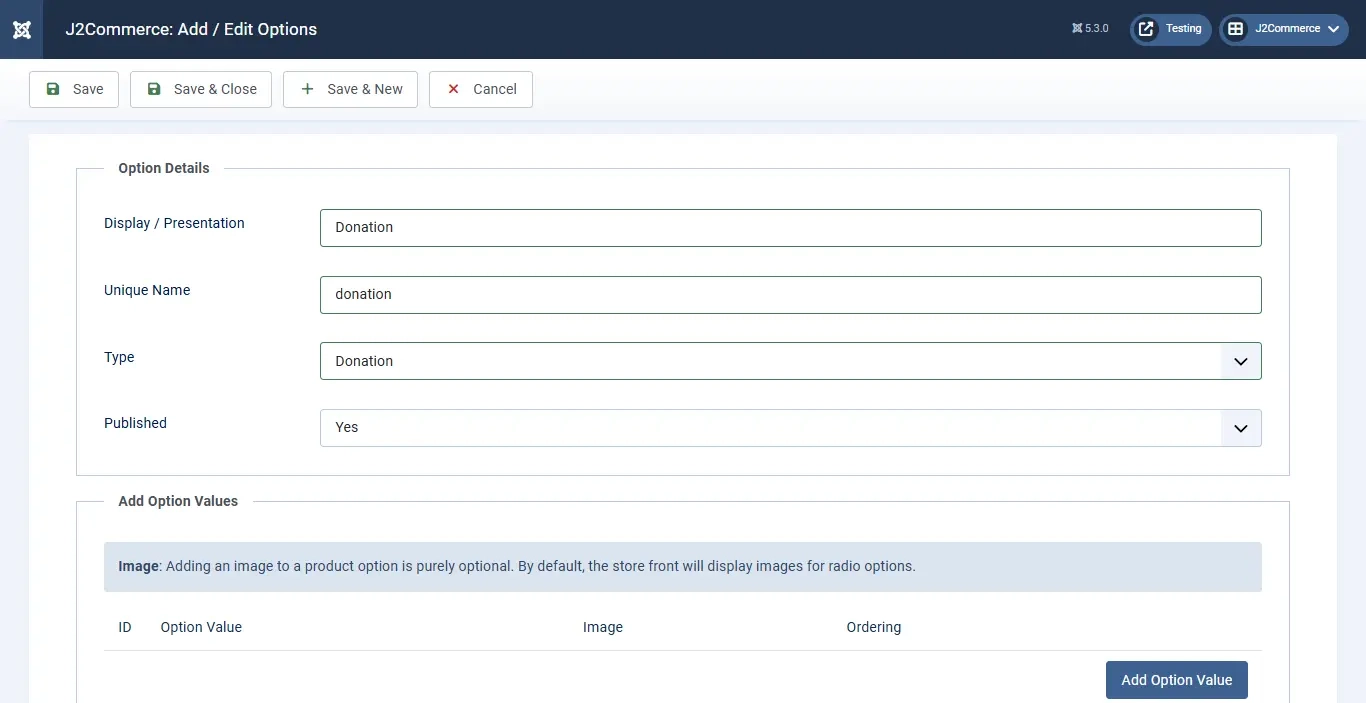 J2Commerce: Add / Edit Options
5.3.0
Testing
J2Commerce
Save
Save & Close
Save & New
Cancel
Option Details
Display / Presentation
Donation
Unique Name
donation
Type
Donation
Published
Yes
Add Option Values
Image: Adding an image to a product option is purely optional. By default, the store front will display images for radio options.
ID Option Value Image Ordering
Add Option Value